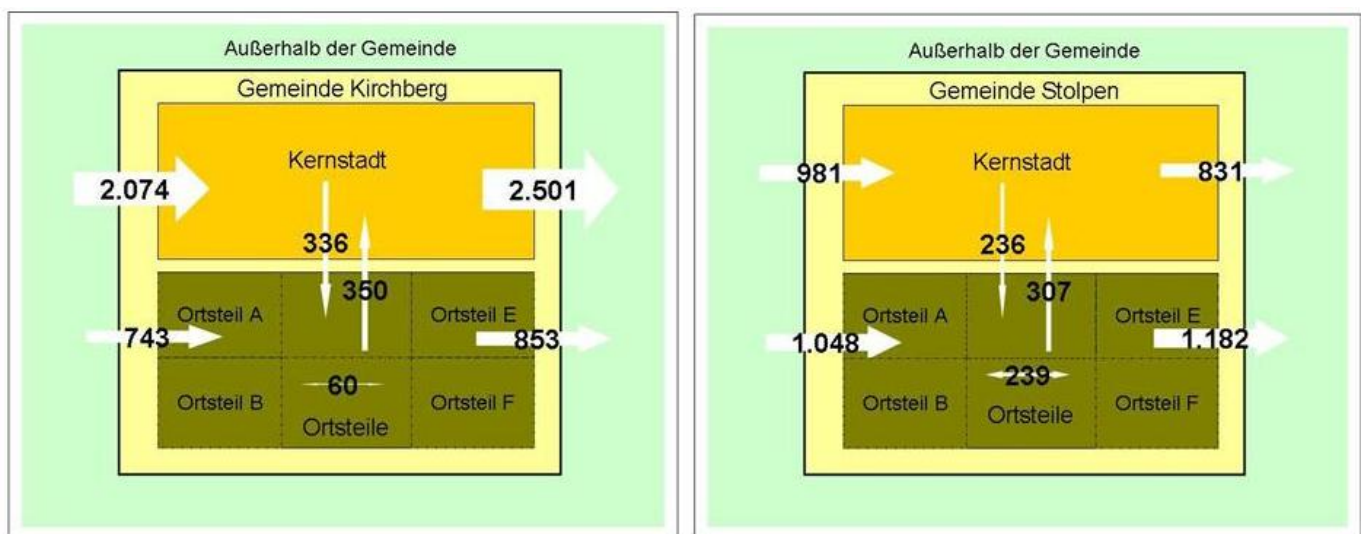 Außerhalb der Gemeinde
Gemeinde Kirchberg
Kernstadt
2.074
2.501
336
350
Ortsteil A
Ortsteil E
743
853
60
Ortsteil B
Ortsteil F
Ortsteile
Außerhalb der Gemeinde
Gemeinde Stolpen
Kernstadt
981
831
236
307
Ortsteil A
Ortsteil E
1.048
1.182
239
Ortsteil B
Ortsteil F
Ortsteile